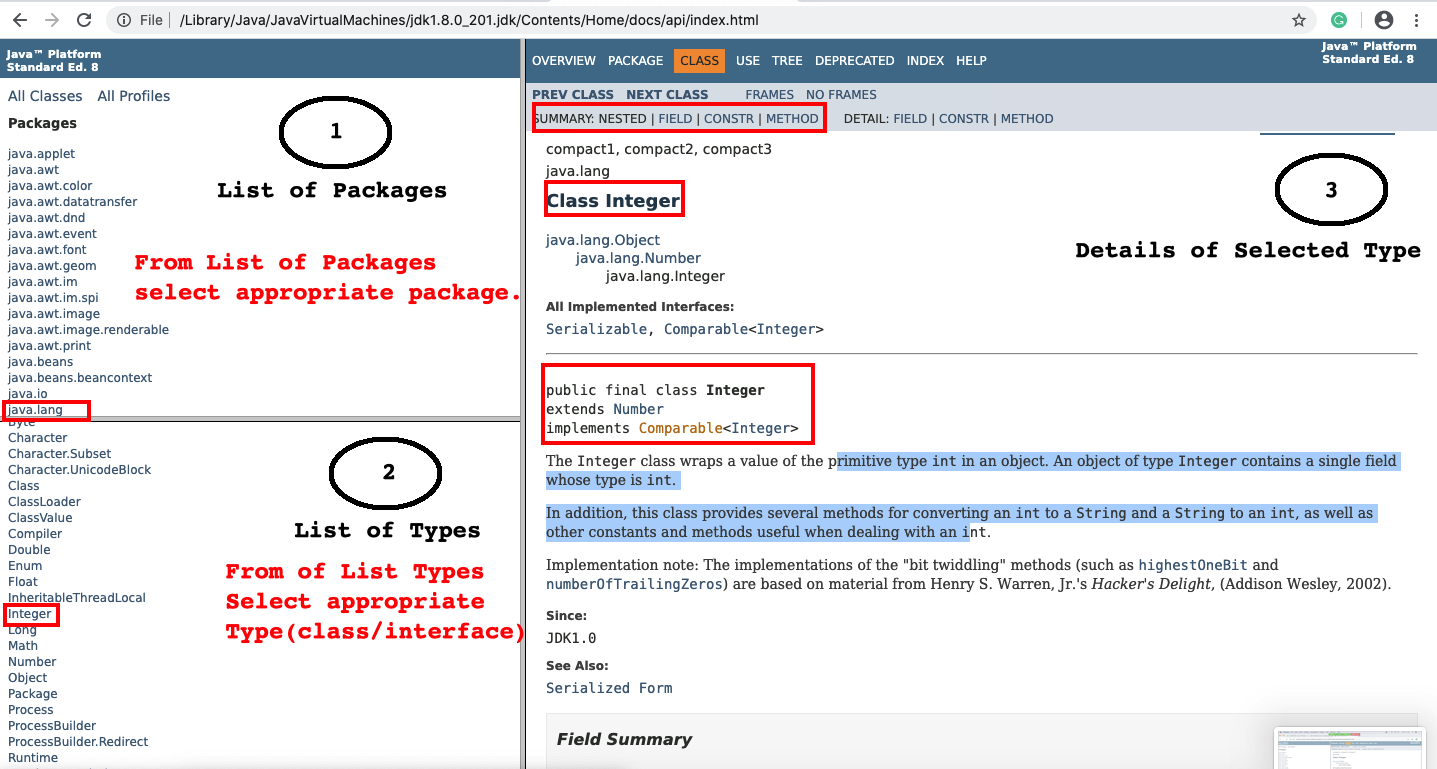 File | /Library/Java/JavaVirtualMachines/jdk1.8.0_201.jdk/Contents/Home/docs/api/index.html
Java™ Platform
Standard Ed. 8
All Classes All Profiles
Packages
java.applet
java.awt
java.awt.color
java.awt.datatransfer
java.awt.dnd
java.awt.event
java.awt.font
java.awt.geom
java.awt.im
java.awt.im.spi
java.awt.image
java.awt.image.renderable
java.awt.print
java.beans
java.beans.beancontext
java.io
java.lang
1
List of Packages
From List of Packages
select appropriate package.
Byte
Character
Character.Subset
Character.UnicodeBlock
Class
ClassLoader
ClassValue
Compiler
Double
Enum
Float
InheritableThreadLocal
Integer
Long
Math
Number
Object
Package
Process
ProcessBuilder
ProcessBuilder.Redirect
Runtime
2
List of Types
From of List Types
Select appropriate
Type(class/interface)
OVERVIEW PACKAGE CLASS USE TREE DEPRECATED INDEX HELP
Java™ Platform
Standard Ed. 8
PREV CLASS NEXT CLASS FRAMES NO FRAMES
SUMMARY: NESTED | FIELD | CONSTR | METHOD DETAIL: FIELD | CONSTR | METHOD
compact1, compact2, compact3
java.lang
Class Integer
3
Details of Selected Type
java.lang.Object
java.lang.Number
java.lang.Integer
All Implemented Interfaces:
Serializable, Comparable<Integer>
public final class Integer
extends Number
implements Comparable<Integer>
The Integer class wraps a value of the primitive type int in an object. An object of type Integer contains a single field
whose type is int.
In addition, this class provides several methods for converting an int to a String and a String to an int, as well as
other constants and methods useful when dealing with an int.
Implementation note: The implementations of the "bit twiddling" methods (such as highestOneBit and
numberOfTrailingZeros) are based on material from Henry S. Warren, Jr.'s Hacker's Delight, (Addison Wesley, 2002).
Since:
JDK1.0
See Also:
Serialized Form
Field Summary